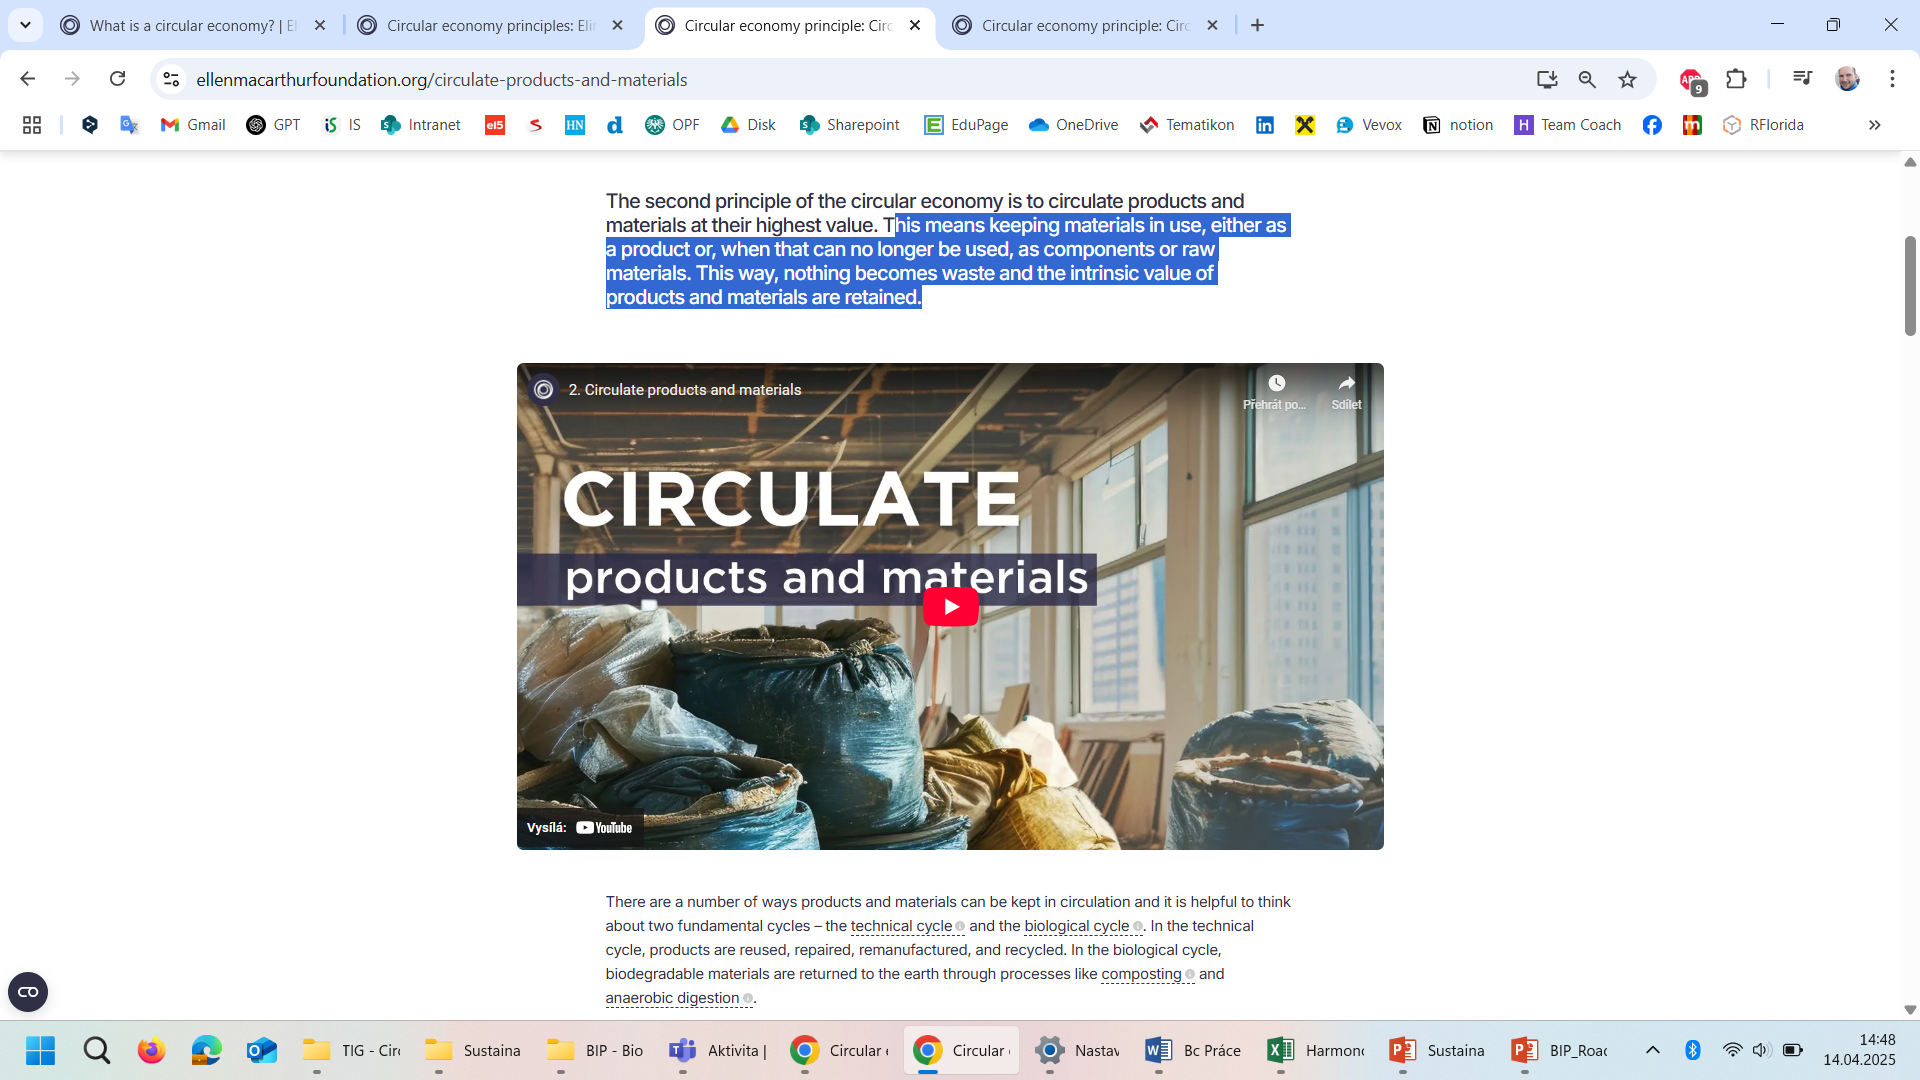 What is a circular economy? | El
Circular economy principles: Elin
Circular economy principle: Circ
Circular economy principle: Circ
ellenmacarthurfoundation.org/circulate-products-and-materials
9
Gmail
GPT
IS
Intranet
el5
HN
OPF
Disk
Sharepoint
EduPage
OneDrive
Tematikon
Vevox
notion
Team Coach
RFlorida
The second principle of the circular economy is to circulate products and
materials at their highest value. This means keeping materials in use, either as
a product or, when that can no longer be used, as components or raw
materials. This way, nothing becomes waste and the intrinsic value of
products and materials are retained.
2. Circulate products and materials
Přehrát po...
Sdílet
CIRCULATE
products and materials
Vysílá: YouTube
There are a number of ways products and materials can be kept in circulation and it is helpful to think
about two fundamental cycles – the technical cycle and the biological cycle. In the technical
cycle, products are reused, repaired, remanufactured, and recycled. In the biological cycle,
biodegradable materials are returned to the earth through processes like composting and
anaerobic digestion.
TIG - Circ
Sustaina
BIP - Bio
Aktivita |
Circular e
Circular
Nastav
Bc Práce
Harmono
Sustaina
BIP_Road
14:48
14.04.2025